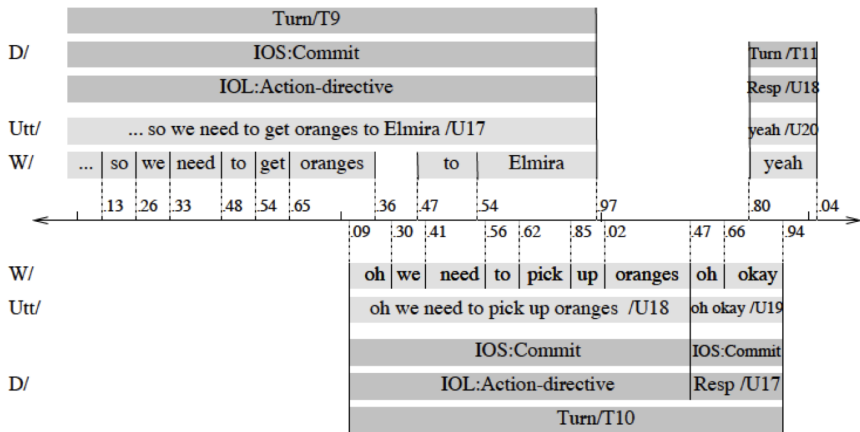 Turn/T9
D/ IOS:Commit Turn /T11
IOL:Action-directive Resp /U18
Utt/ ... so we need to get oranges to Elmira /U17 yeah /U20
W/ ... so we need to get oranges to Elmira yeah
.13 .26 .33 .48 .54 .65 .36 .47 .54 .97 .80 .04
.09 .30 .41 .56 .62 .85 .02 .47 .66 .94
W/ oh we need to pick up oranges oh okay
Utt/ oh we need to pick up oranges /U18 oh okay /U19
IOS:Commit IOS:Commit
D/ IOL:Action-directive Resp /U17
Turn/T10